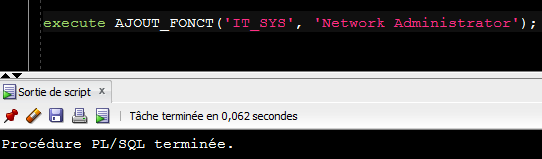 execute AJOUT_FONCT('IT_SYS', 'Network Administrator');
Sortie de script x
Tâche terminée en 0,062 secondes
Procédure PL/SQL terminée.